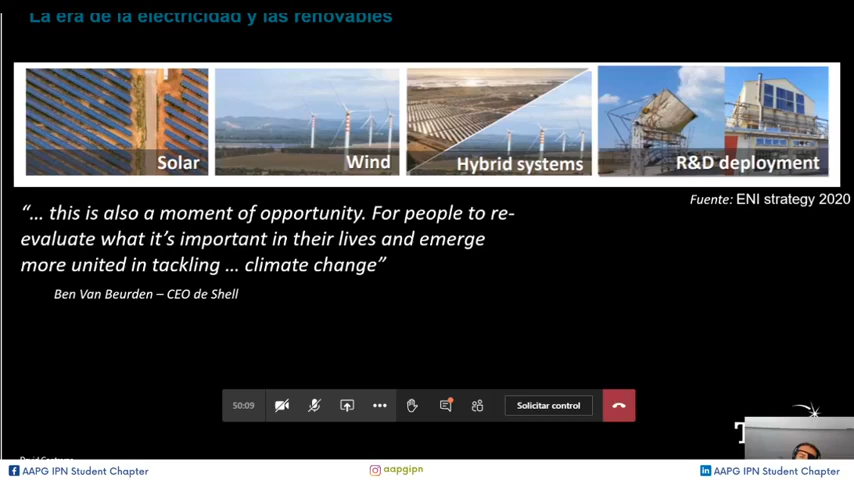 La era de la electricidad y las renovables
Solar
Wind
Hybrid systems
R&D deployment
Fuente: ENI strategy 2020
“… this is also a moment of opportunity. For people to re-
evaluate what it’s important in their lives and emerge
more united in tackling … climate change”
Ben Van Beurden – CEO de Shell
50:09
Solicitar control
T
AAPG IPN Student Chapter
aapgipn
AAPG IPN Student Chapter